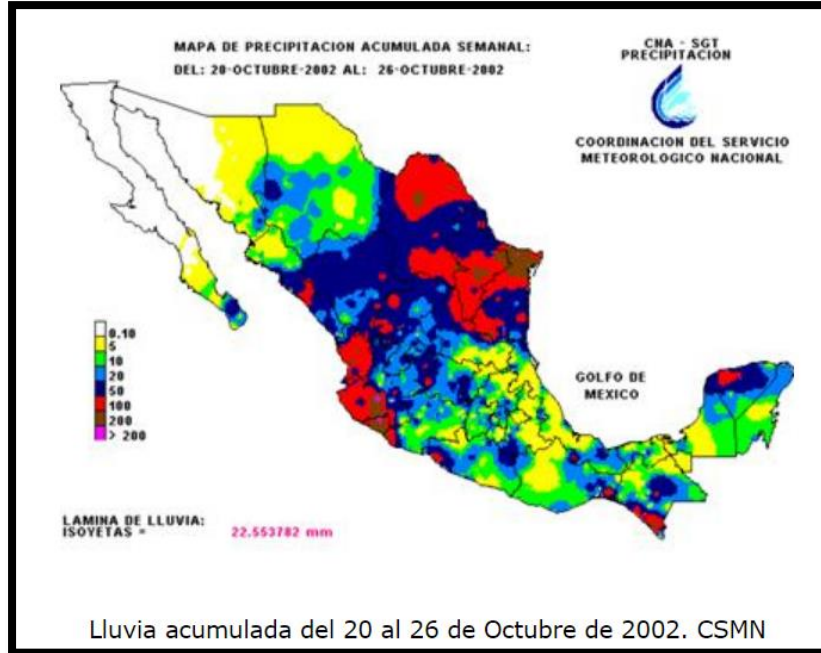 MAPA DE PRECIPITACION ACUMULADA SEMANAL:
DEL: 20-OCTUBRE-2002 AL: 26-OCTUBRE-2002
CNA - SGT
PRECIPITACION
COORDINACION DEL SERVICIO
METEOROLOGICO NACIONAL
0.10
5
10
20
50
100
200
> 200
GOLFO DE
MEXICO
LAMINA DE LLUVIA:
ISOYETAS = 22.553782 mm
Lluvia acumulada del 20 al 26 de Octubre de 2002. CSMN